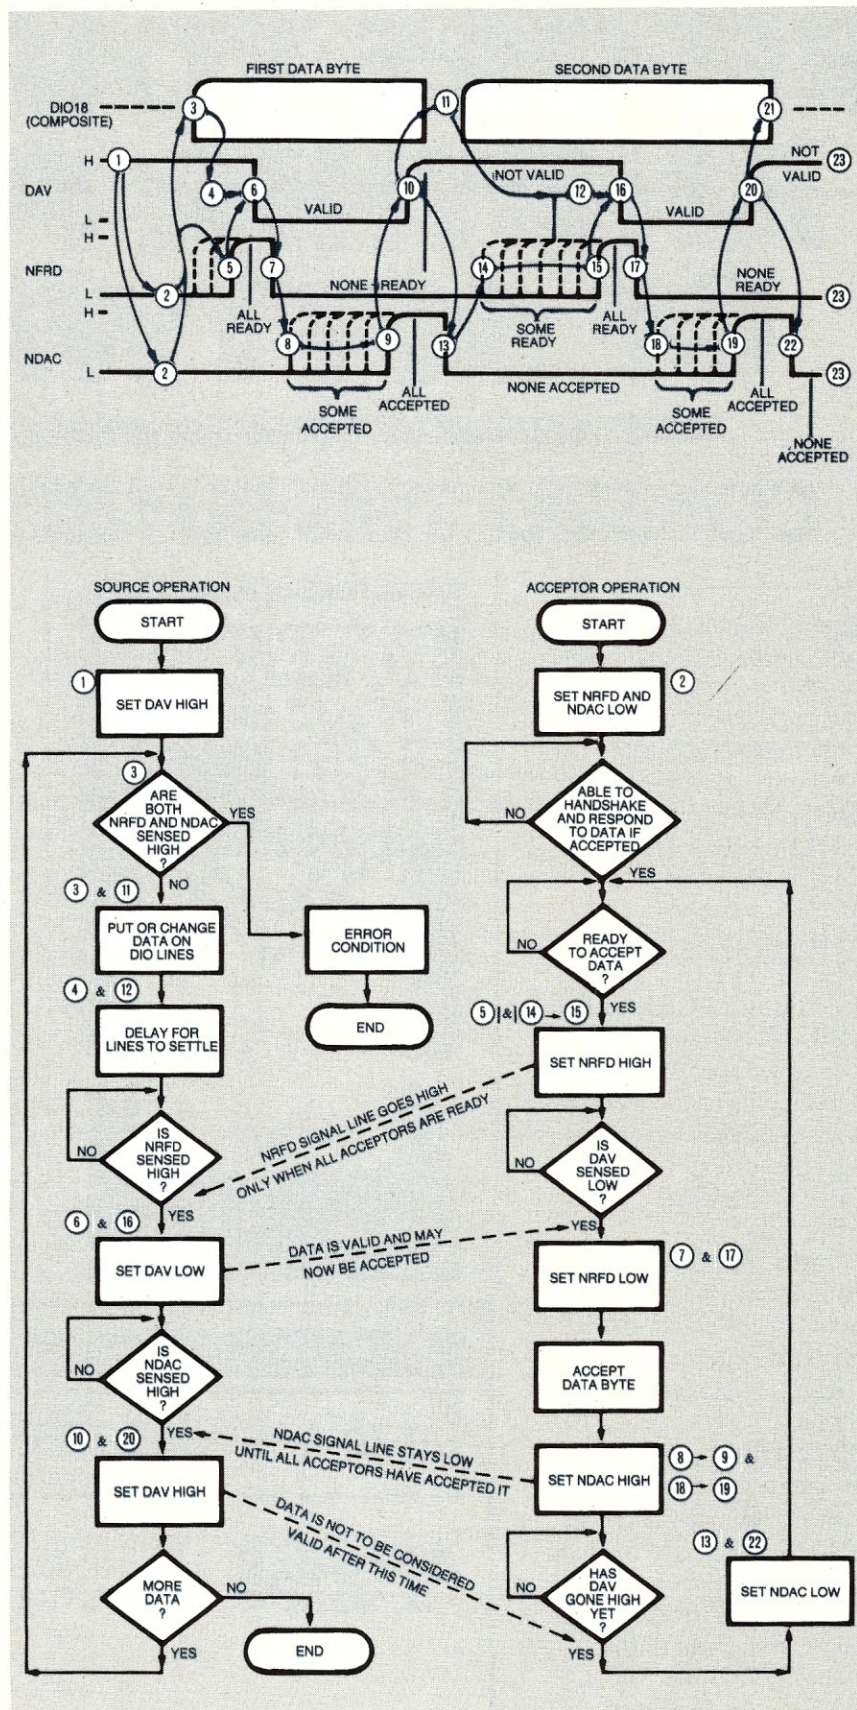 FIRST DATA BYTE
SECOND DATA BYTE
DIO18
(COMPOSITE)
3
11
21
H
1
NOT
VALID
23
DAV
4
6
10
NOT VALID
12
16
20
L
VALID
VALID
H
NFRD
5
7
14
15
17
L
2
NONE READY
NONE
READY
23
H
ALL
READY
SOME
READY
ALL
READY
8
9
13
18
19
22
NDAC
L
2
NONE ACCEPTED
23
SOME
ACCEPTED
ALL
ACCEPTED
SOME
ACCEPTED
ALL
ACCEPTED
NONE
ACCEPTED
SOURCE OPERATION
START
1
SET DAV HIGH
3
ARE
BOTH
NRFD AND NDAC
SENSED
HIGH
?
YES
NO
3 & 11
PUT OR CHANGE
DATA ON
DIO LINES
ERROR
CONDITION
END
4 & 12
DELAY FOR
LINES TO SETTLE
IS
NRFD
SENSED
HIGH
?
NO
YES
6 & 16
SET DAV LOW
IS
NDAC
SENSED
HIGH
?
NO
YES
10 & 20
SET DAV HIGH
MORE
DATA
?
NO
END
YES
NRFD SIGNAL LINE GOES HIGH
ONLY WHEN ALL ACCEPTORS ARE READY
DATA IS VALID AND MAY
NOW BE ACCEPTED
NDAC SIGNAL LINE STAYS LOW
UNTIL ALL ACCEPTORS HAVE ACCEPTED IT
DATA IS NOT TO BE CONSIDERED
VALID AFTER THIS TIME
ACCEPTOR OPERATION
START
SET NRFD AND
NDAC LOW
2
ABLE TO
HANDSHAKE
AND RESPOND
TO DATA IF
ACCEPTED
NO
YES
READY
TO ACCEPT
DATA
?
NO
YES
5 & 14 → 15
SET NRFD HIGH
IS
DAV
SENSED
LOW
?
NO
YES
7 & 17
SET NRFD LOW
ACCEPT
DATA BYTE
SET NDAC HIGH
8 → 9 &
18 → 19
HAS
DAV
GONE HIGH
YET
?
NO
YES
13 & 22
SET NDAC LOW